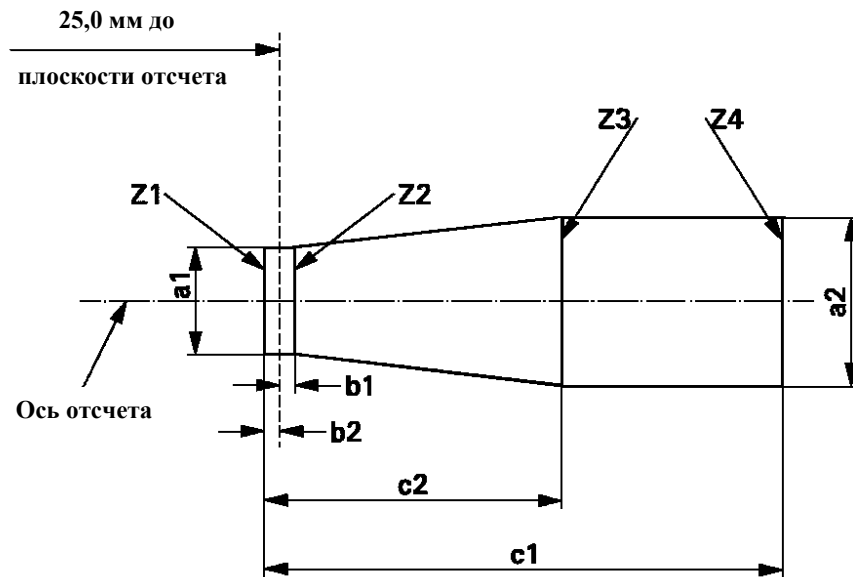 25,0 мм до
плоскости отсчета
Z3
Z4
Z1
Z2
a1
a2
b1
Ось отсчета
b2
c2
c1